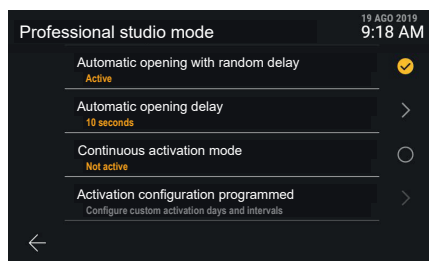 Professional studio mode
19 AGO 2019
9:18 AM
Automatic opening with random delay
Active
Automatic opening delay
10 seconds
Continuous activation mode
Not active
Activation configuration programmed
Configure custom activation days and intervals